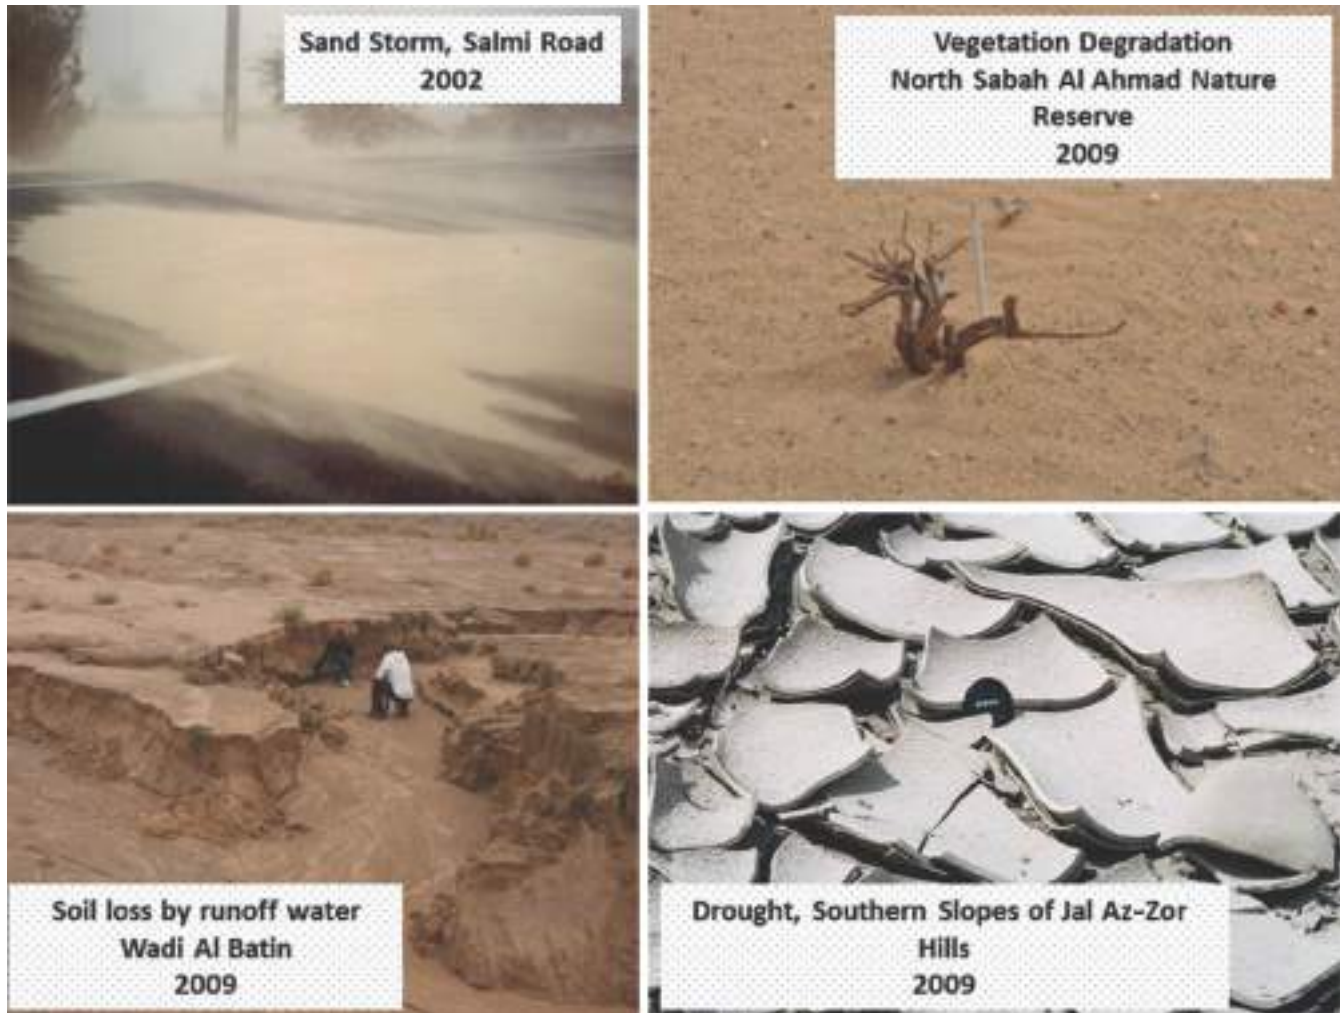 Sand Storm, Salmi Road
2002
Vegetation Degradation
North Sabah Al Ahmad Nature
Reserve
2009
Soil loss by runoff water
Wadi Al Batin
2009
Drought, Southern Slopes of Jal Az-Zor
Hills
2009